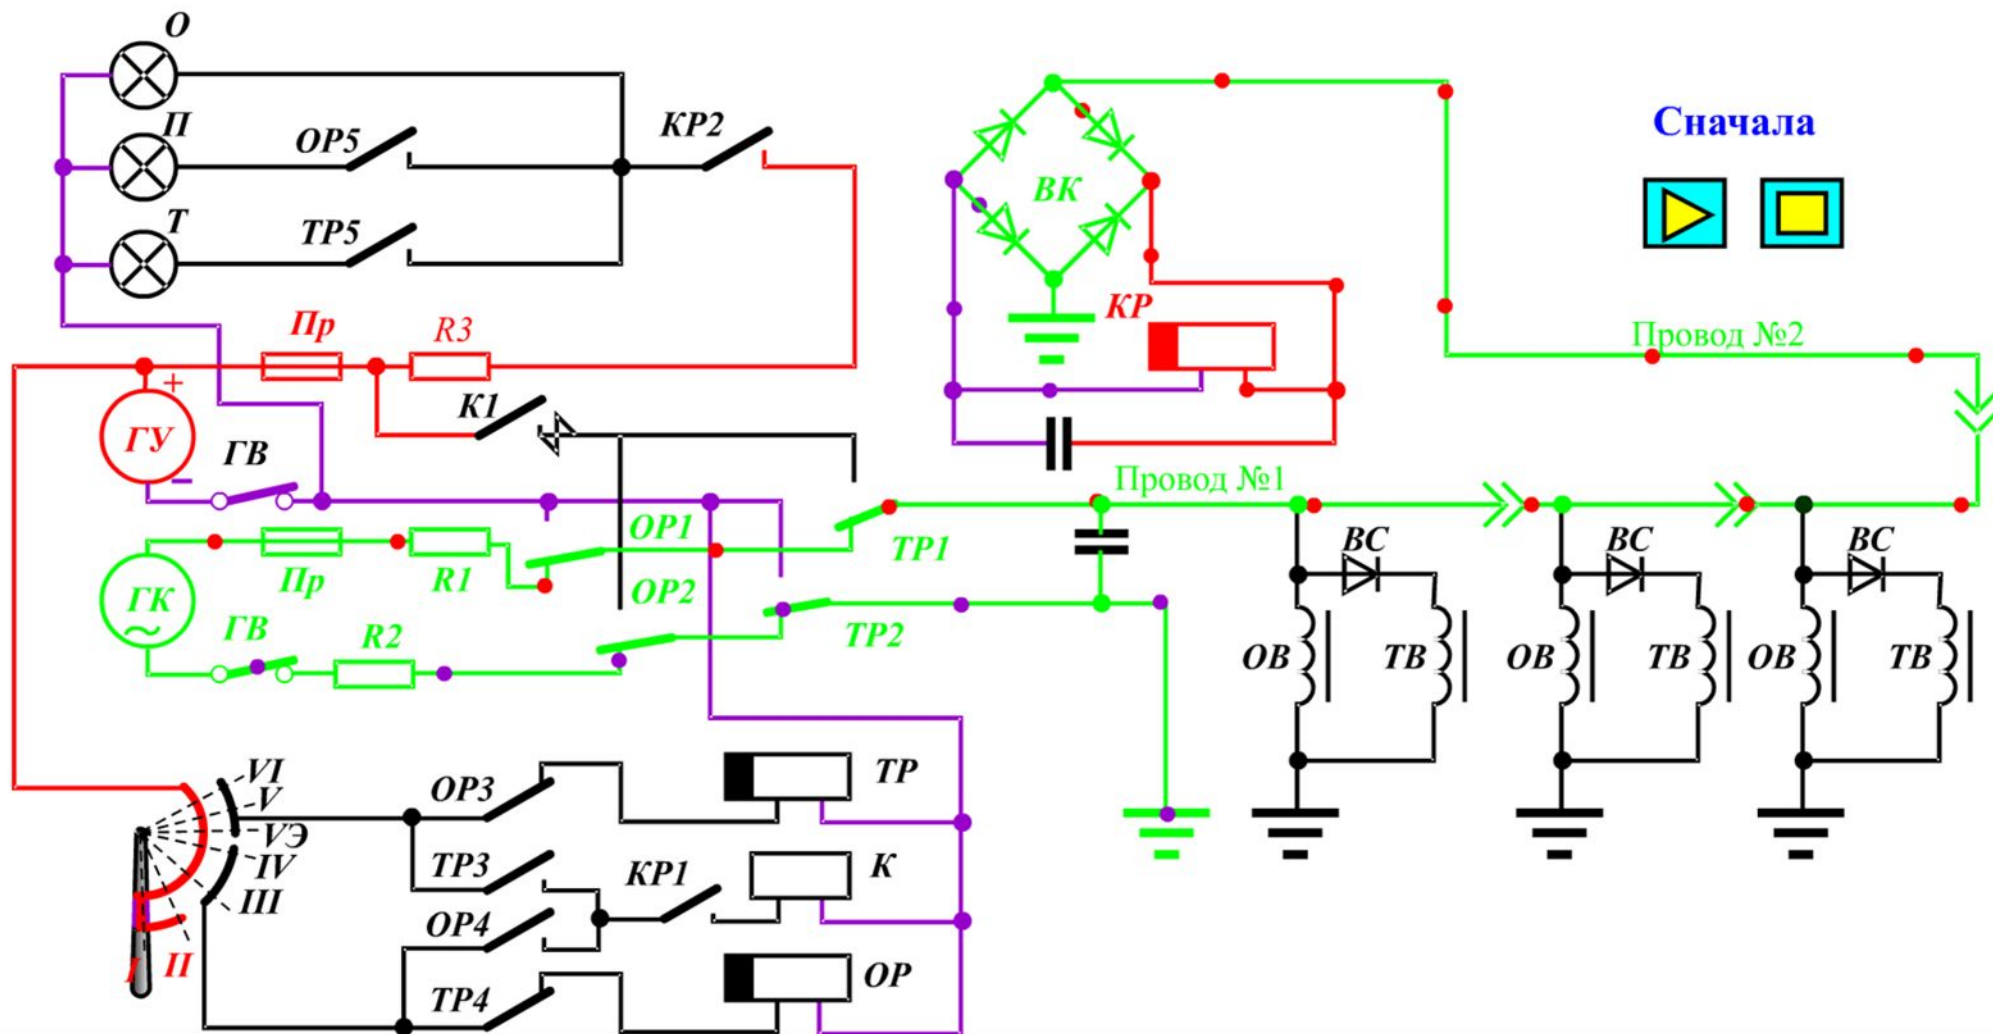 О
П
ОР5
КР2
Сначала
ВК
Т
ТР5
Пр
R3
КР
Провод №2
+
К1
ГУ
ГВ
−
Провод №1
ОР1
ТР1
ВС
ВС
ВС
Пр
R1
ОР2
ГК
~
ГВ
R2
ТР2
ОВ
ТВ
ОВ
ТВ
ОВ
ТВ
VI
V
VЭ
IV
III
II
I
ОР3
ТР
ТР3
КР1
К
ОР4
ТР4
ОР